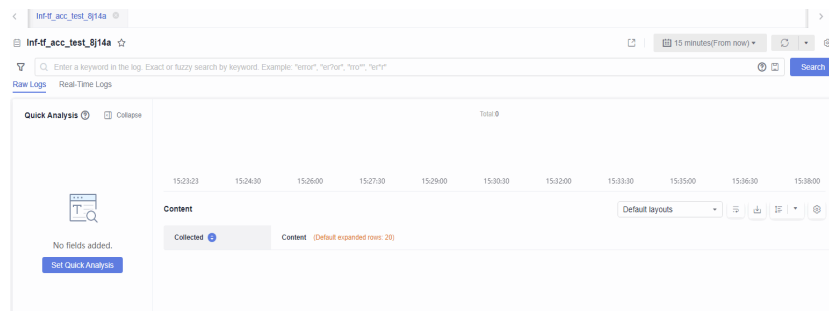 Inf-tf_acc_test_8j14a
Inf-tf_acc_test_8j14a
15 minutes(From now)
Enter a keyword in the log. Exact or fuzzy search by keyword. Example: "error", "er?or", "rro*", "er*r"
Search
Raw Logs Real-Time Logs
Quick Analysis Collapse
Total:0
15:23:23 15:24:30 15:26:00 15:27:30 15:29:00 15:30:30 15:32:00 15:33:30 15:35:00 15:36:30 15:38:00
Content
Default layouts
Collected Content (Default expanded rows: 20)
No fields added.
Set Quick Analysis